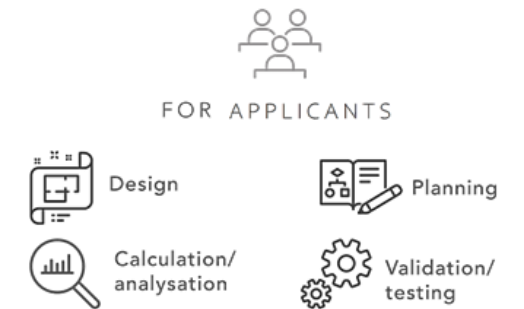 FOR APPLICANTS
Design
Planning
Calculation/
analysation
Validation/
testing